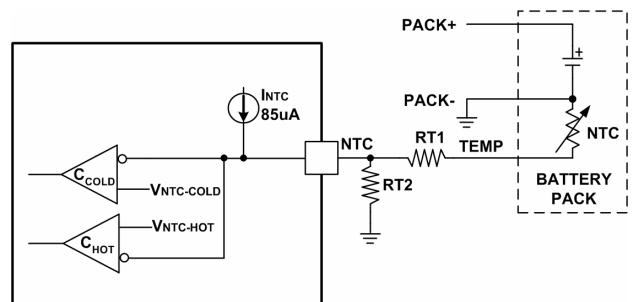 PACK+
INTC
85uA
PACK-
NTC
RT1
TEMP
NTC
CCOLD
VNTC-COLD
RT2
BATTERY
PACK
VNTC-HOT
CHOT